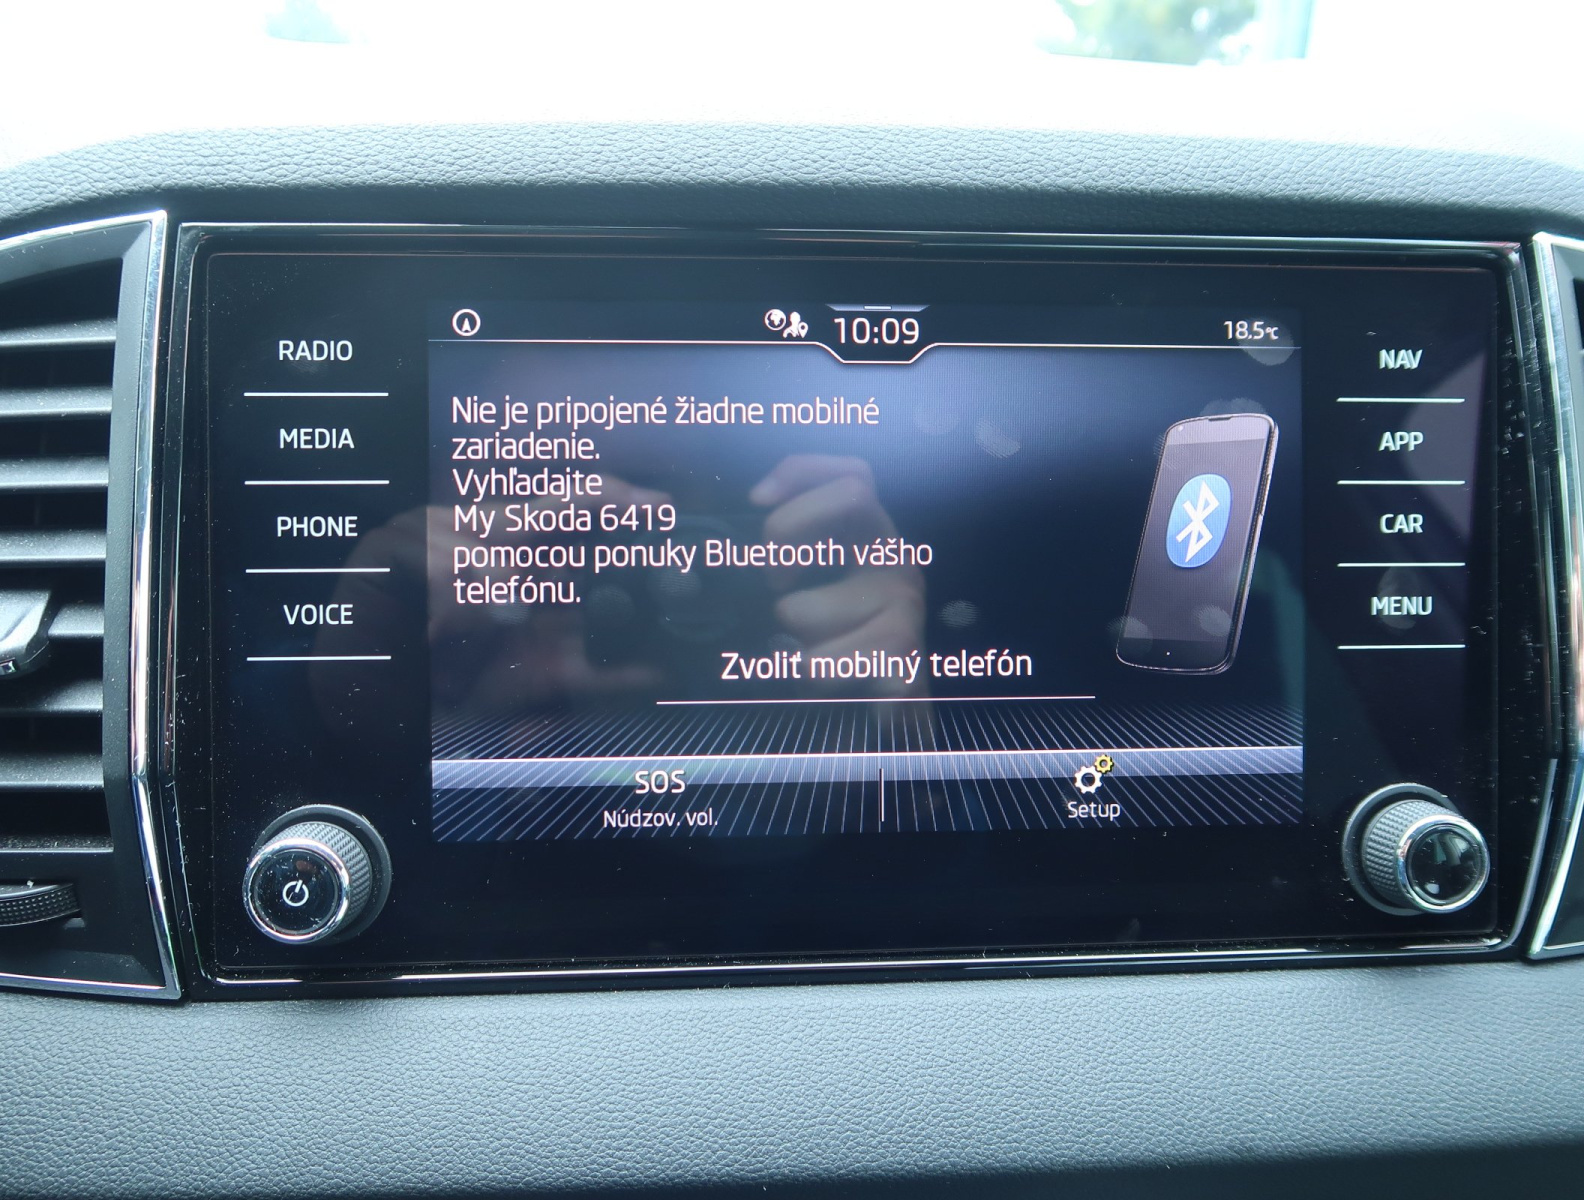 RADIO
MEDIA
PHONE
VOICE
10:09
18.5°C
Nie je pripojené žiadne mobilné
zariadenie.
Vyhľadajte
My Skoda 6419
pomocou ponuky Bluetooth vášho
telefónu.
Zvoliť mobilný telefón
SOS
Núdzov. vol.
Setup
NAV
APP
CAR
MENU